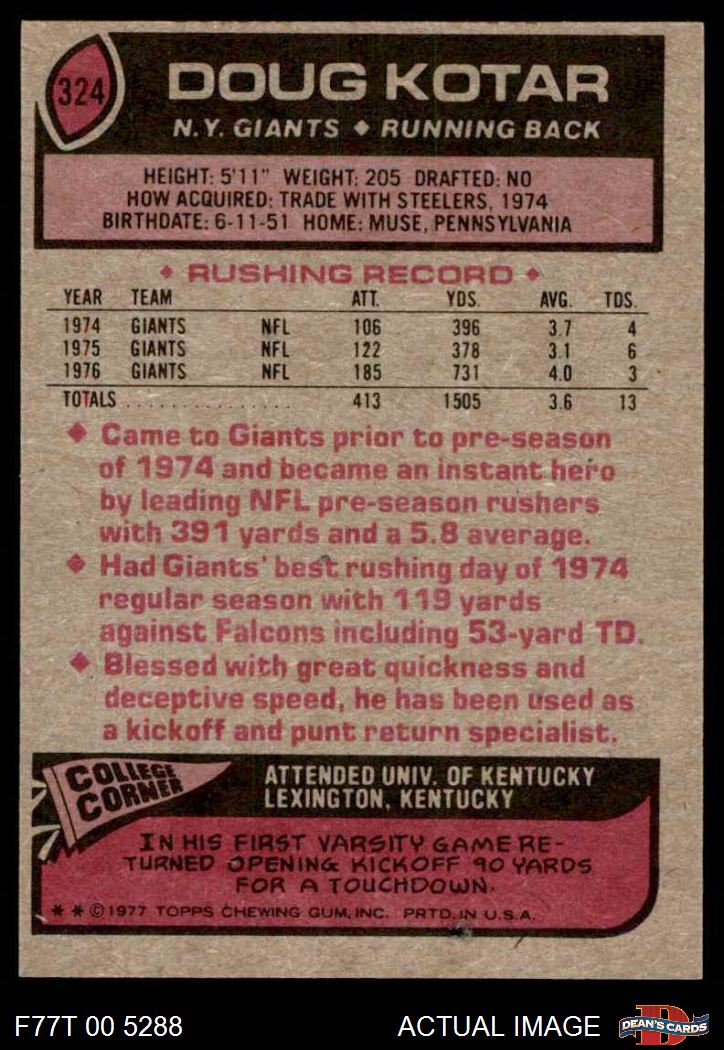 324
DOUG KOTAR
N.Y. GIANTS ♦ RUNNING BACK
HEIGHT: 5'11" WEIGHT: 205 DRAFTED: NO
HOW ACQUIRED: TRADE WITH STEELERS, 1974
BIRTHDATE: 6-11-51 HOME: MUSE, PENNSYLVANIA
♦ RUSHING RECORD ♦
YEAR TEAM ATT. YDS. AVG. TDS.
1974 GIANTS NFL 106 396 3.7 4
1975 GIANTS NFL 122 378 3.1 6
1976 GIANTS NFL 185 731 4.0 3
TOTALS ................ 413 1505 3.6 13
♦ Came to Giants prior to pre-season
of 1974 and became an instant hero
by leading NFL pre-season rushers
with 391 yards and a 5.8 average.
♦ Had Giants' best rushing day of 1974
regular season with 119 yards
against Falcons including 53-yard TD.
♦ Blessed with great quickness and
deceptive speed, he has been used as
a kickoff and punt return specialist.
COLLEGE
CORNER
ATTENDED UNIV. OF KENTUCKY
LEXINGTON, KENTUCKY
IN HIS FIRST VARSITY GAME RE-
TURNED OPENING KICKOFF 90 YARDS
FOR A TOUCHDOWN.
* * © 1977 TOPPS CHEWING GUM, INC. PRTD. IN U.S.A.
F77T 00 5288
ACTUAL IMAGE
D
DEAN'S CARDS